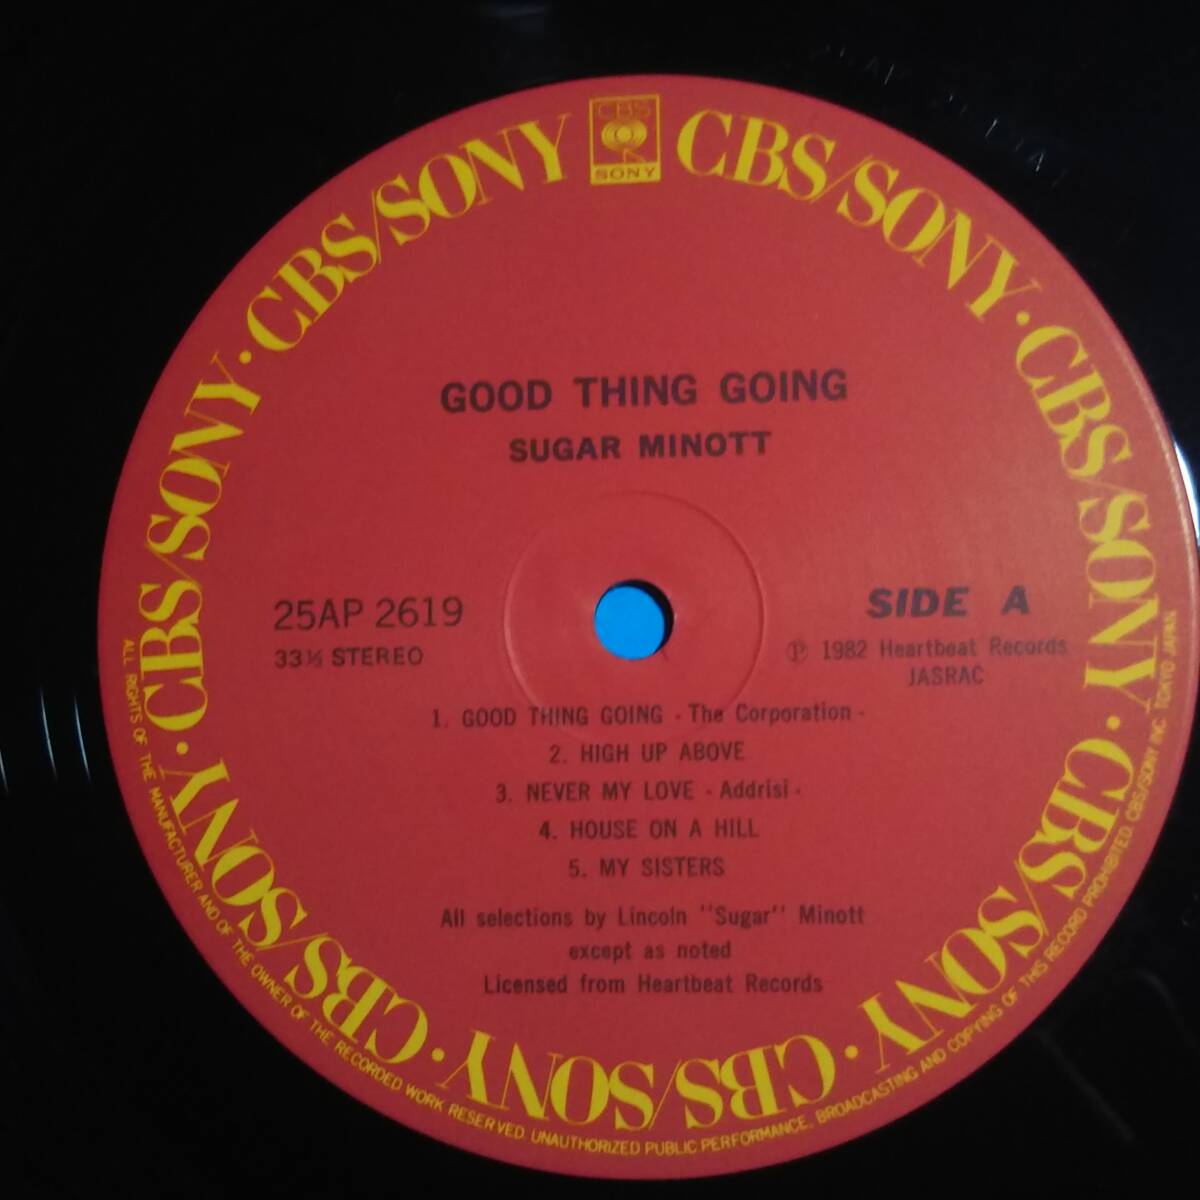 CBS
SONY
CBS/SONY · CBS/SONY · CBS/SONY · CBS/SONY · CBS/SONY · CBS/SONY · CBS/SONY · CBS/SONY · CBS/SONY
GOOD THING GOING
SUGAR MINOTT
25AP 2619
33⅓ STEREO
SIDE A
Ⓟ 1982 Heartbeat Records
JASRAC
1. GOOD THING GOING - The Corporation -
2. HIGH UP ABOVE
3. NEVER MY LOVE - Addrisi -
4. HOUSE ON A HILL
5. MY SISTERS
All selections by Lincoln "Sugar" Minott
except as noted
Licensed from Heartbeat Records
ALL RIGHTS OF THE MANUFACTURER AND OF THE OWNER OF THE RECORDED WORK RESERVED. UNAUTHORIZED PUBLIC PERFORMANCE, BROADCASTING AND COPYING OF THIS RECORD PROHIBITED CBS/SONY INC. TOKYO JAPAN